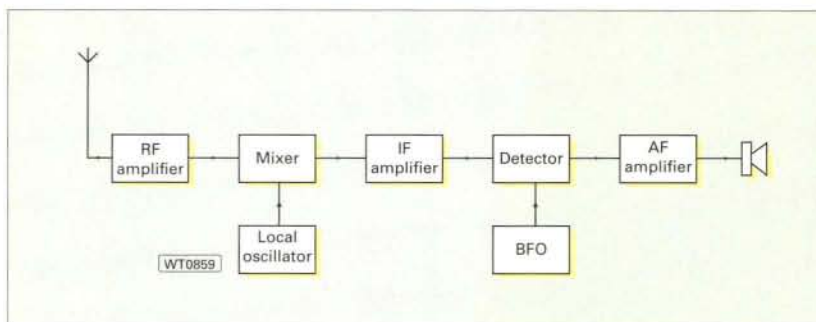 RF
amplifier
Mixer
IF
amplifier
Detector
AF
amplifier
Local
oscillator
BFO
WT0859